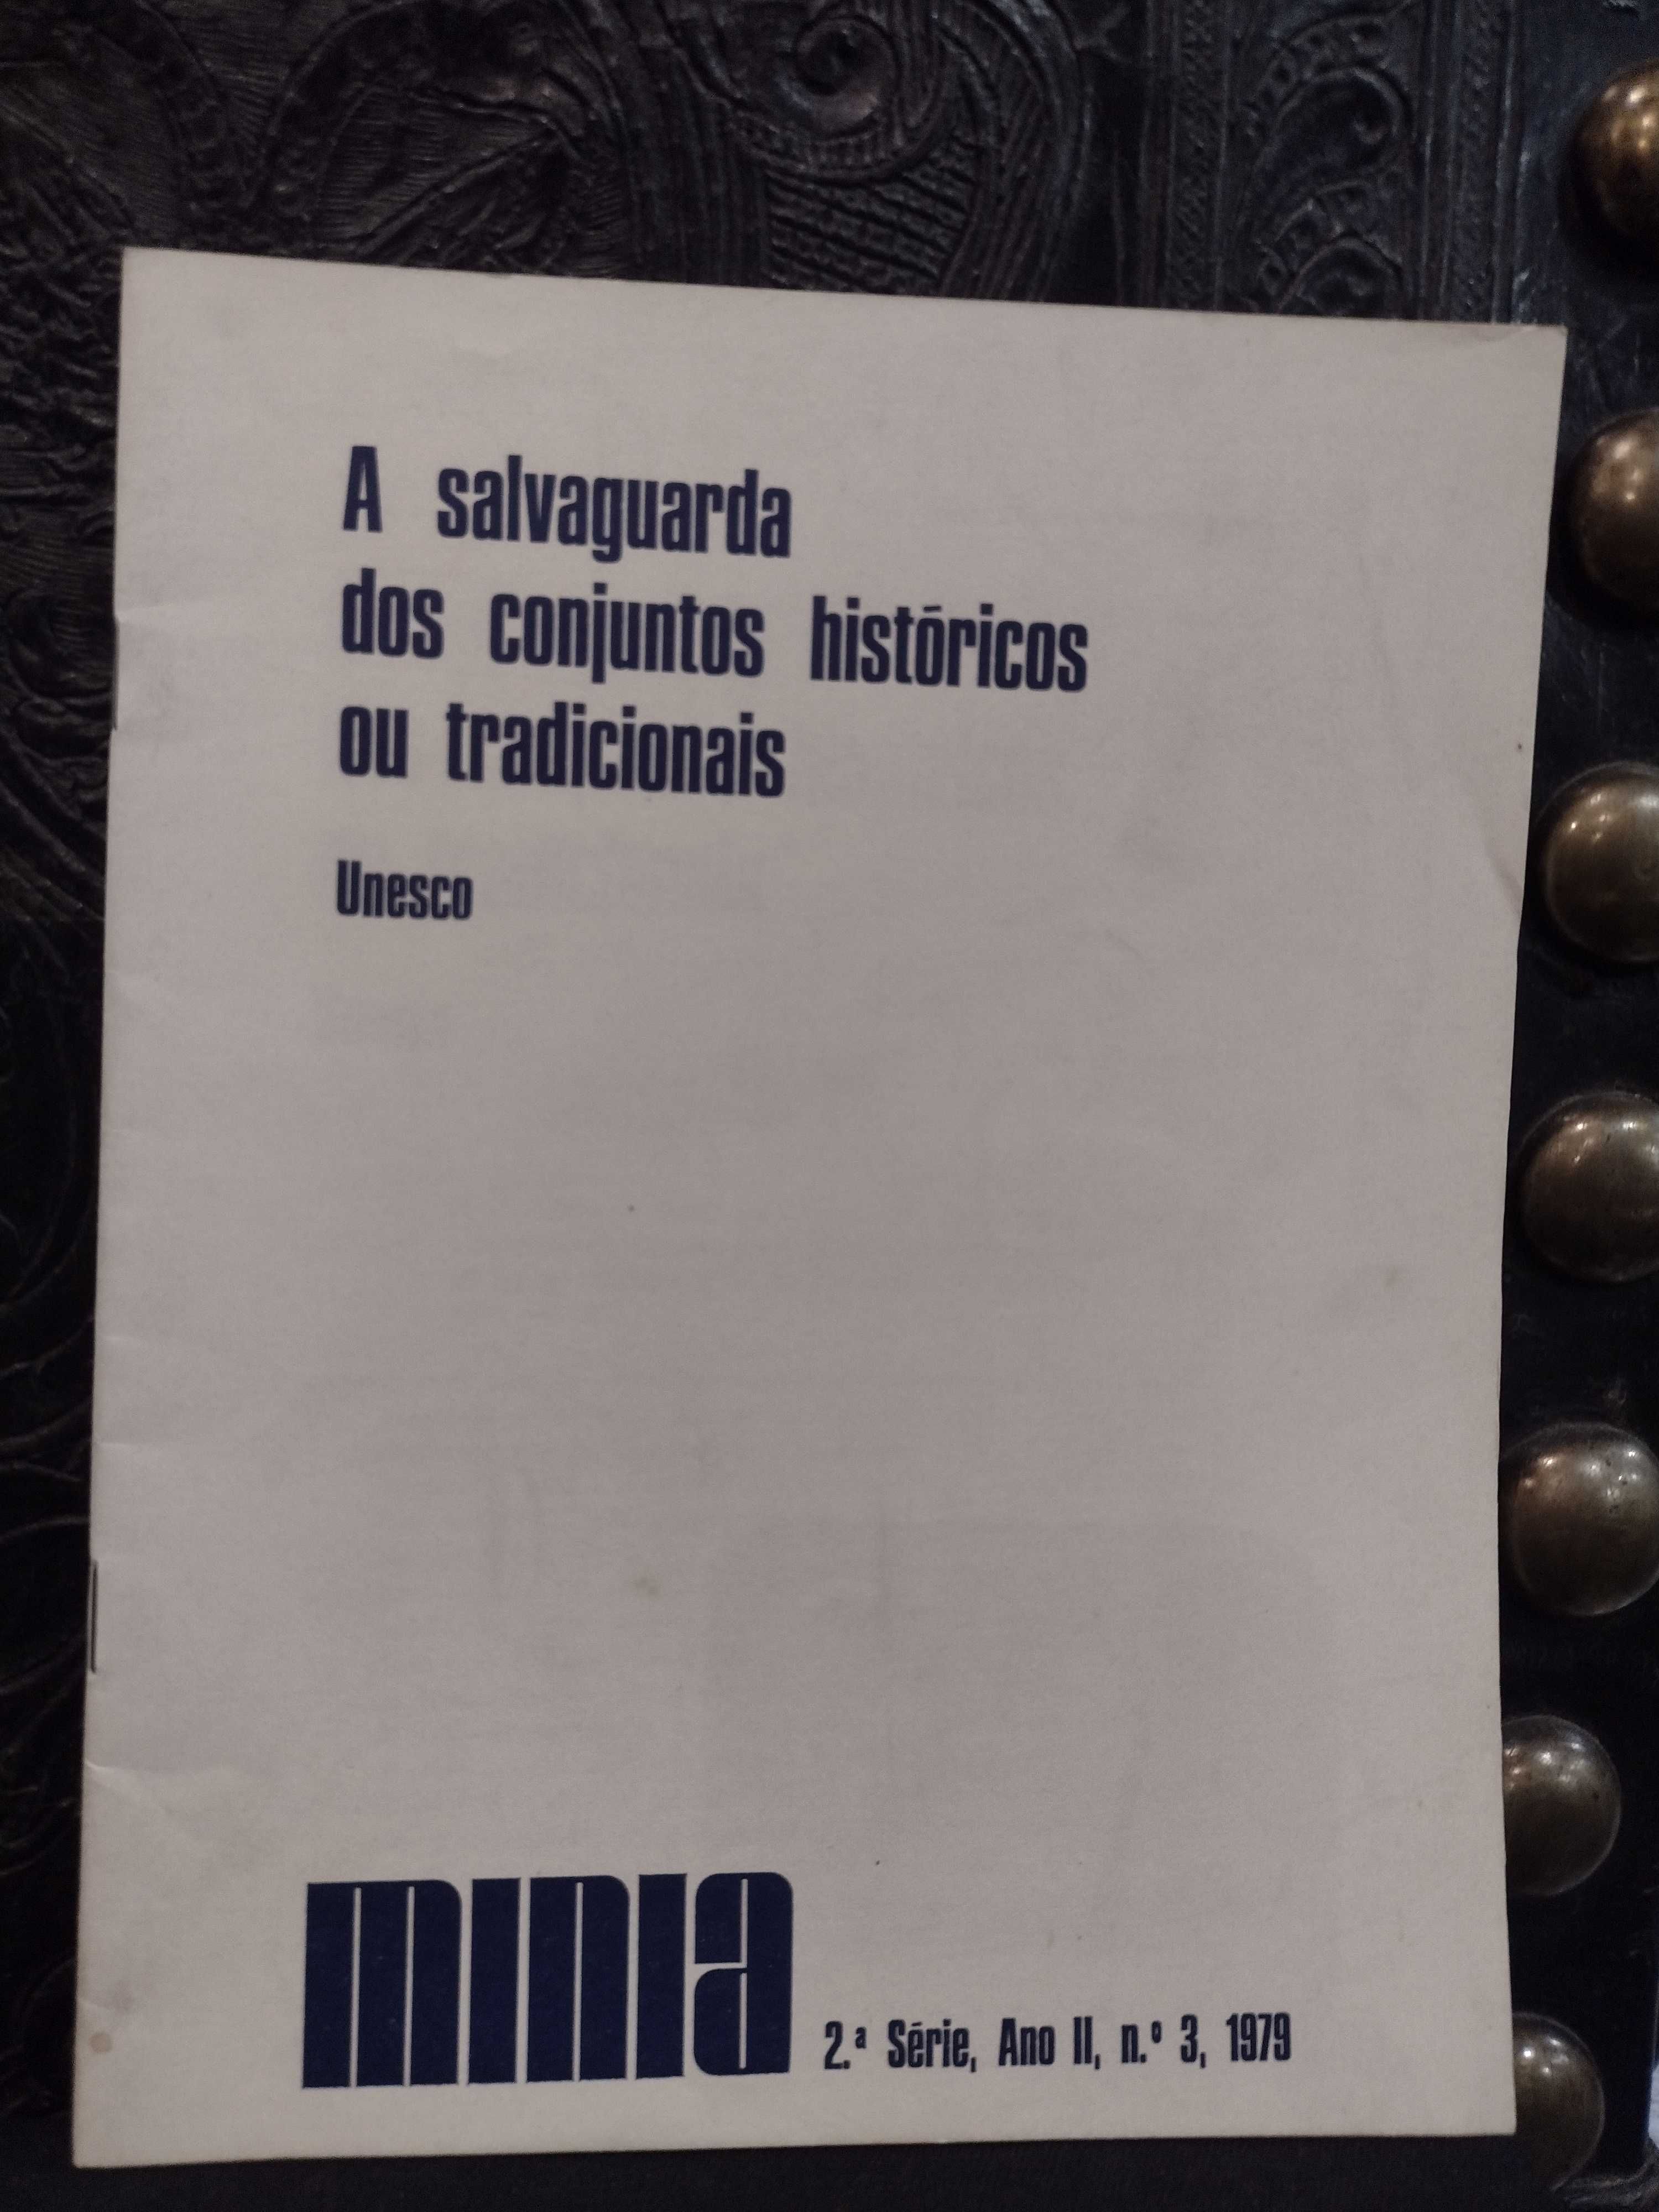 A salvaguarda
dos conjuntos históricos
ou tradicionais
Unesco
minia
2.ª Série, Ano II, n.º 3, 1979